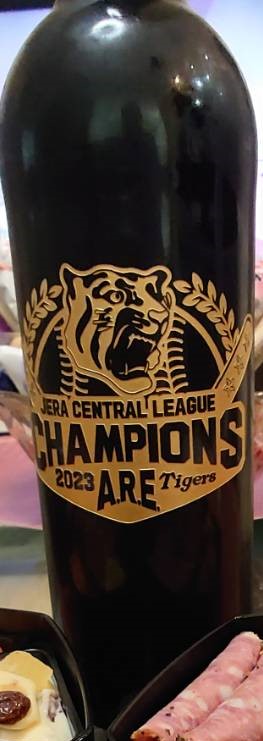 JERA CENTRAL LEAGUE
CHAMPIONS
2023 A.R.E. Tigers